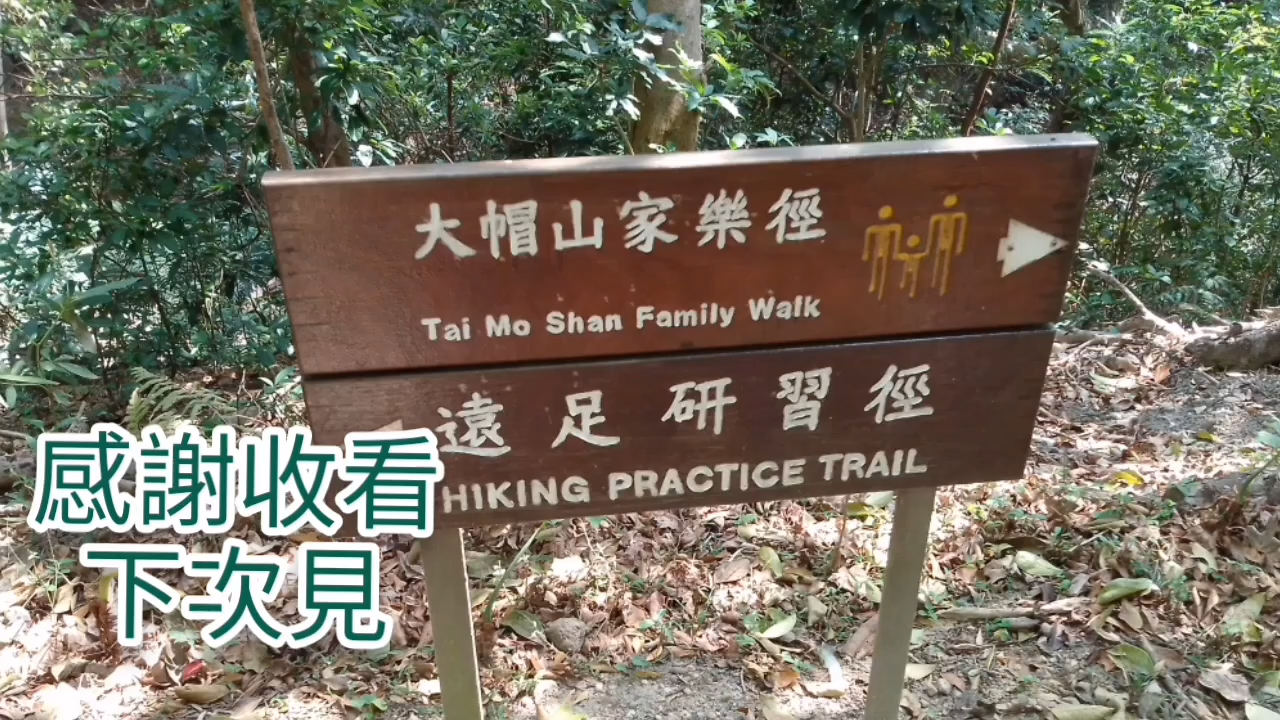 大帽山家樂徑
Tai Mo Shan Family Walk
遠足研習徑
HIKING PRACTICE TRAIL
感謝收看
下次見